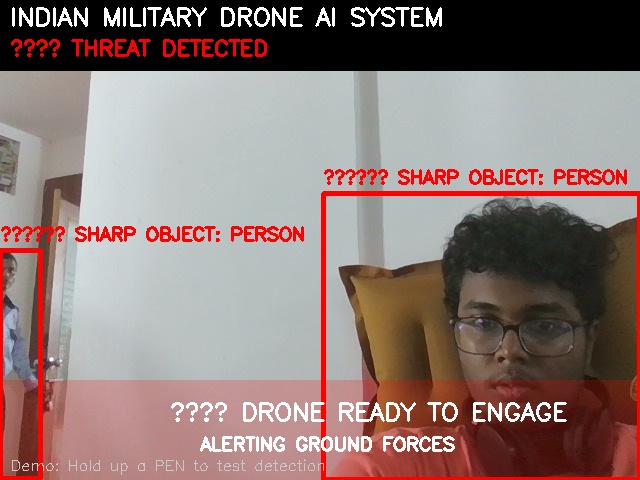 INDIAN MILITARY DRONE AI SYSTEM
???? THREAT DETECTED
?????? SHARP OBJECT: PERSON
?????? SHARP OBJECT: PERSON
???? DRONE READY TO ENGAGE
ALERTING GROUND FORCES
Demo: Hold up a PEN to test detection